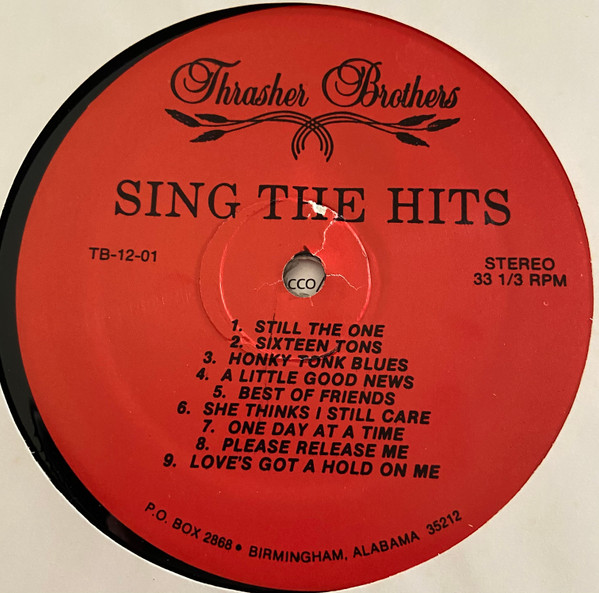 Thrasher Brothers
SING THE HITS
TB-12-01
STEREO
33 1/3 RPM
CCO/
1. STILL THE ONE
2. SIXTEEN TONS
3. HONKY TONK BLUES
4. A LITTLE GOOD NEWS
5. BEST OF FRIENDS
6. SHE THINKS I STILL CARE
7. ONE DAY AT A TIME
8. PLEASE RELEASE ME
9. LOVE'S GOT A HOLD ON ME
P.O. BOX 2868 • BIRMINGHAM, ALABAMA 35212